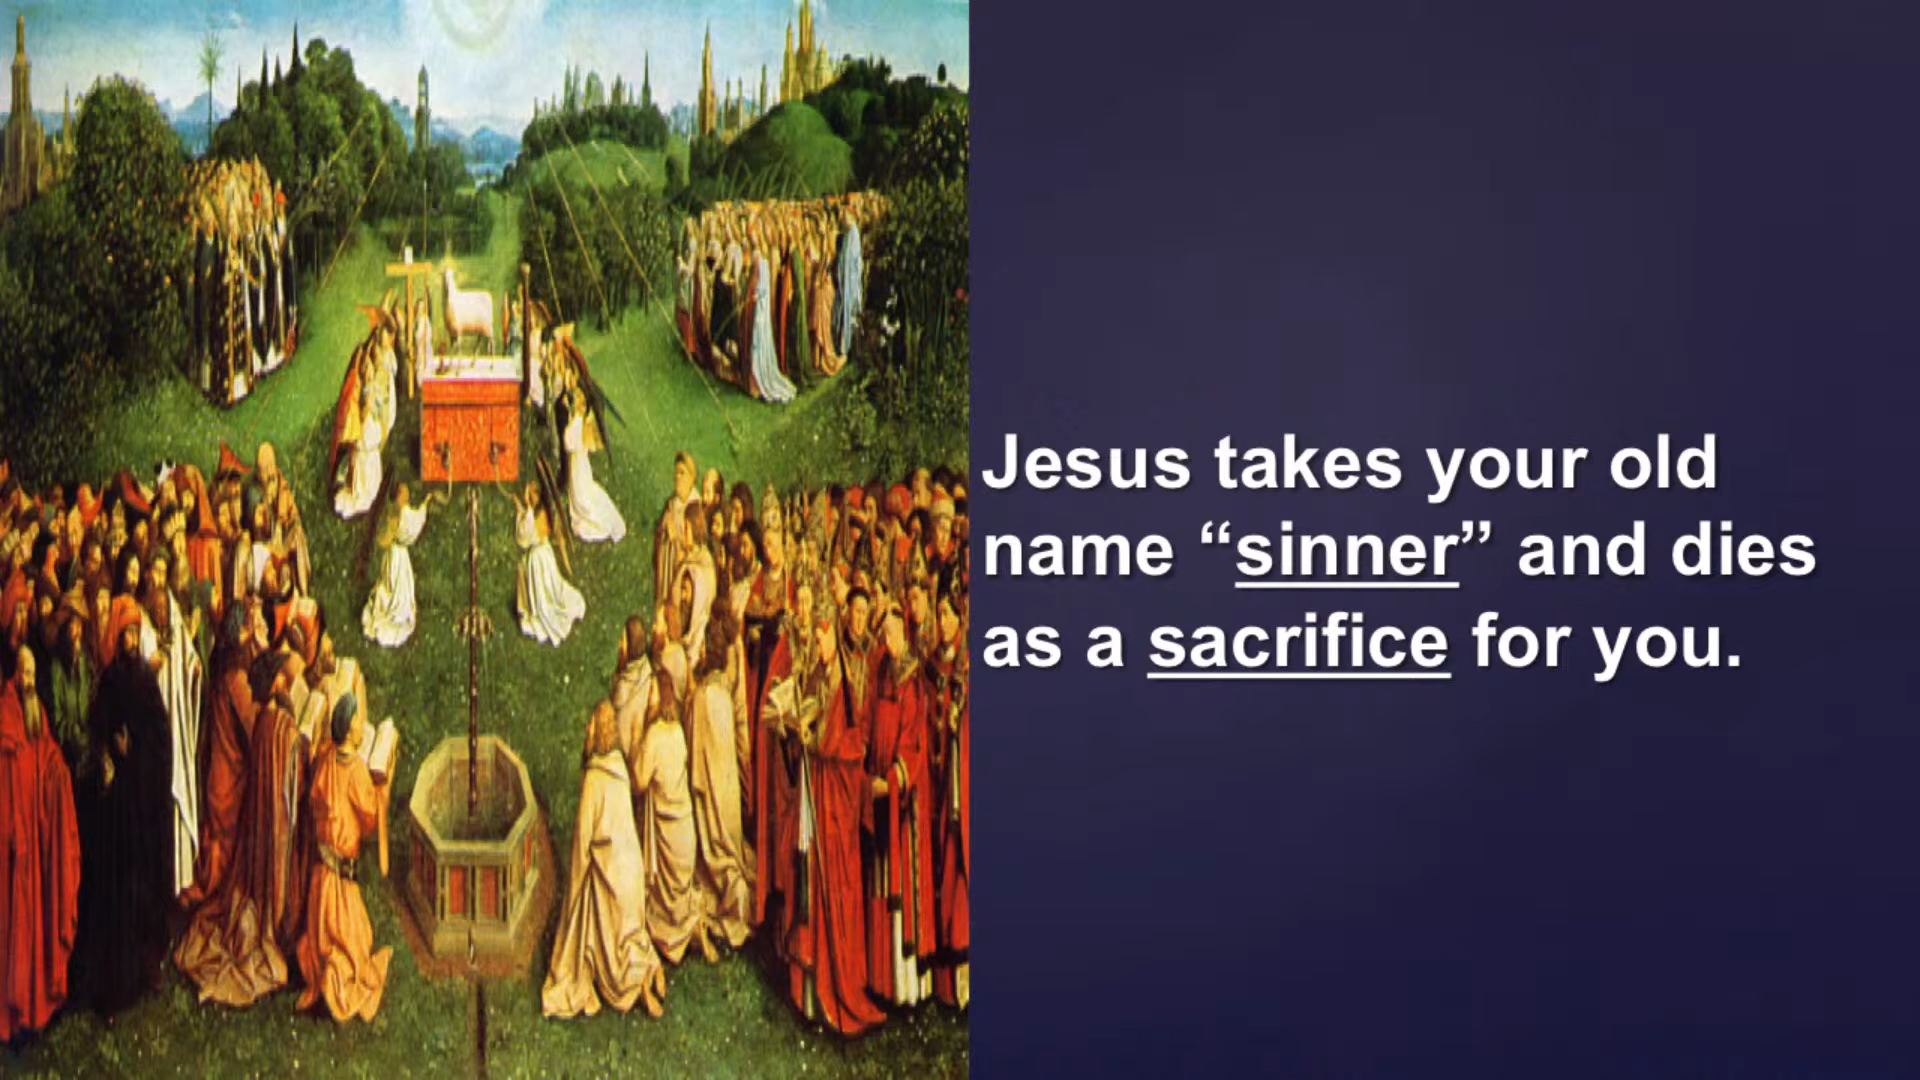 Jesus takes your old
name “sinner” and dies
as a sacrifice for you.